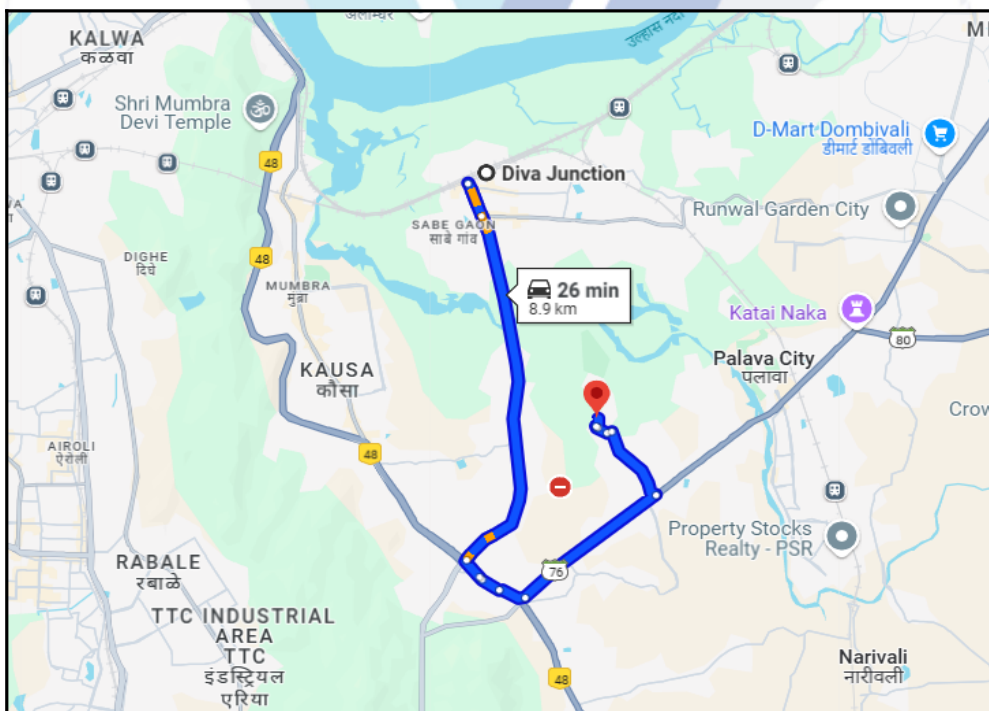 KALWA
कळवा
उल्हास नदी
Shri Mumbra
Devi Temple
48
D-Mart Dombivali
डीमार्ट डोंबिवली
Diva Junction
Runwal Garden City
SABE GAON
साबे गांव
DIGHE
दिघे
48
MUMBRA
मुंब्रा
26 min
8.9 km
Katai Naka
80
KAUSA
कौसा
Palava City
पलावा
Crow
AIROLI
ऐरोली
48
Property Stocks
Realty - PSR
RABALE
रबाळे
76
TTC INDUSTRIAL
AREA
TTC
इंडस्ट्रियल
एरिया
48
Narivali
नारीवली